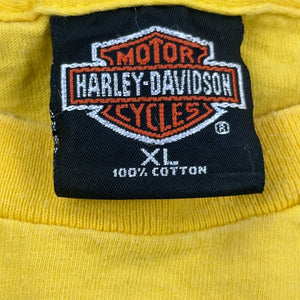 MOTOR
HARLEY-DAVIDSON
CYCLES
®
XL
100% COTTON